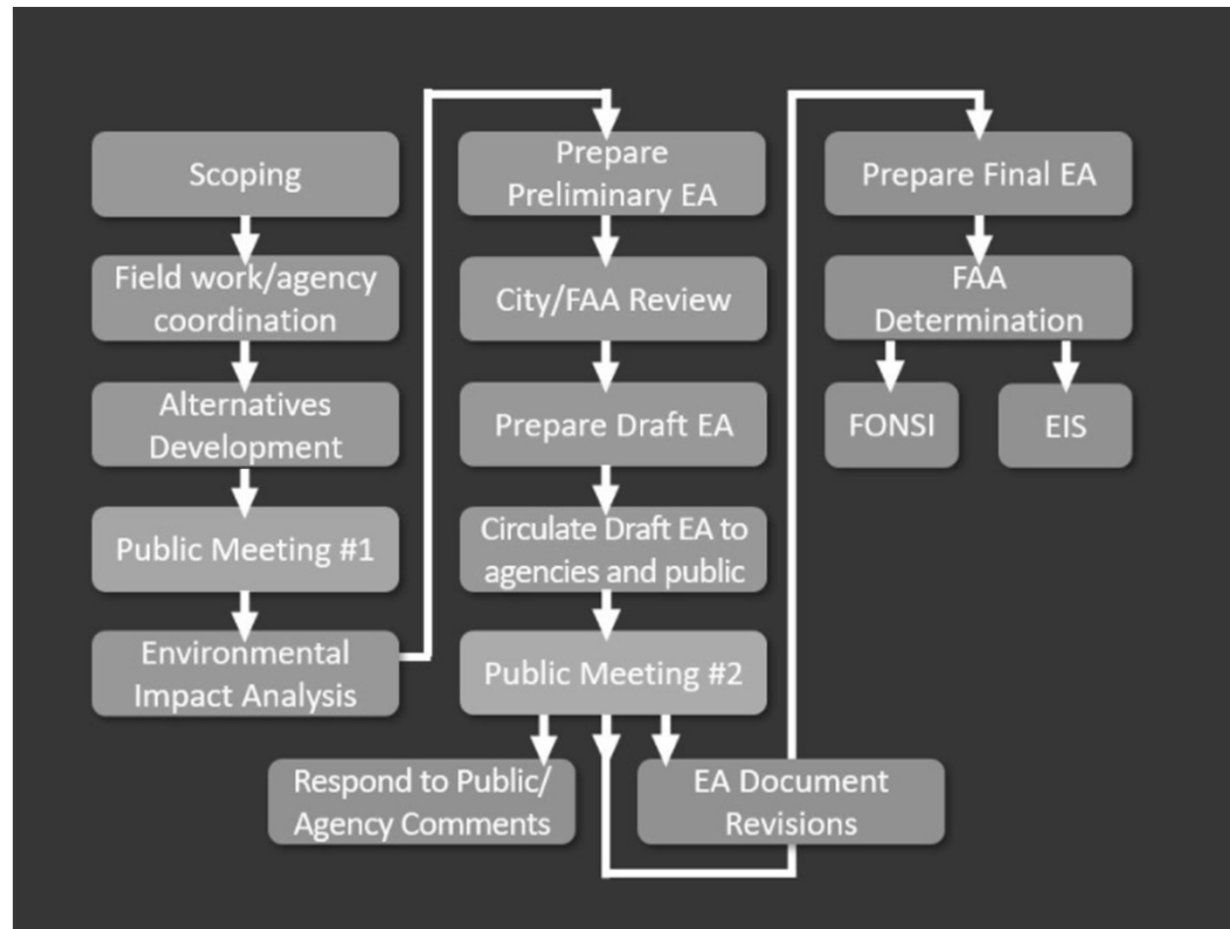 Scoping
Field work/agency
coordination
Alternatives
Development
Public Meeting #1
Environmental
Impact Analysis
Prepare
Preliminary EA
City/FAA Review
Prepare Draft EA
Circulate Draft EA to
agencies and public
Public Meeting #2
Respond to Public/
Agency Comments
EA Document
Revisions
Prepare Final EA
FAA
Determination
FONSI
EIS